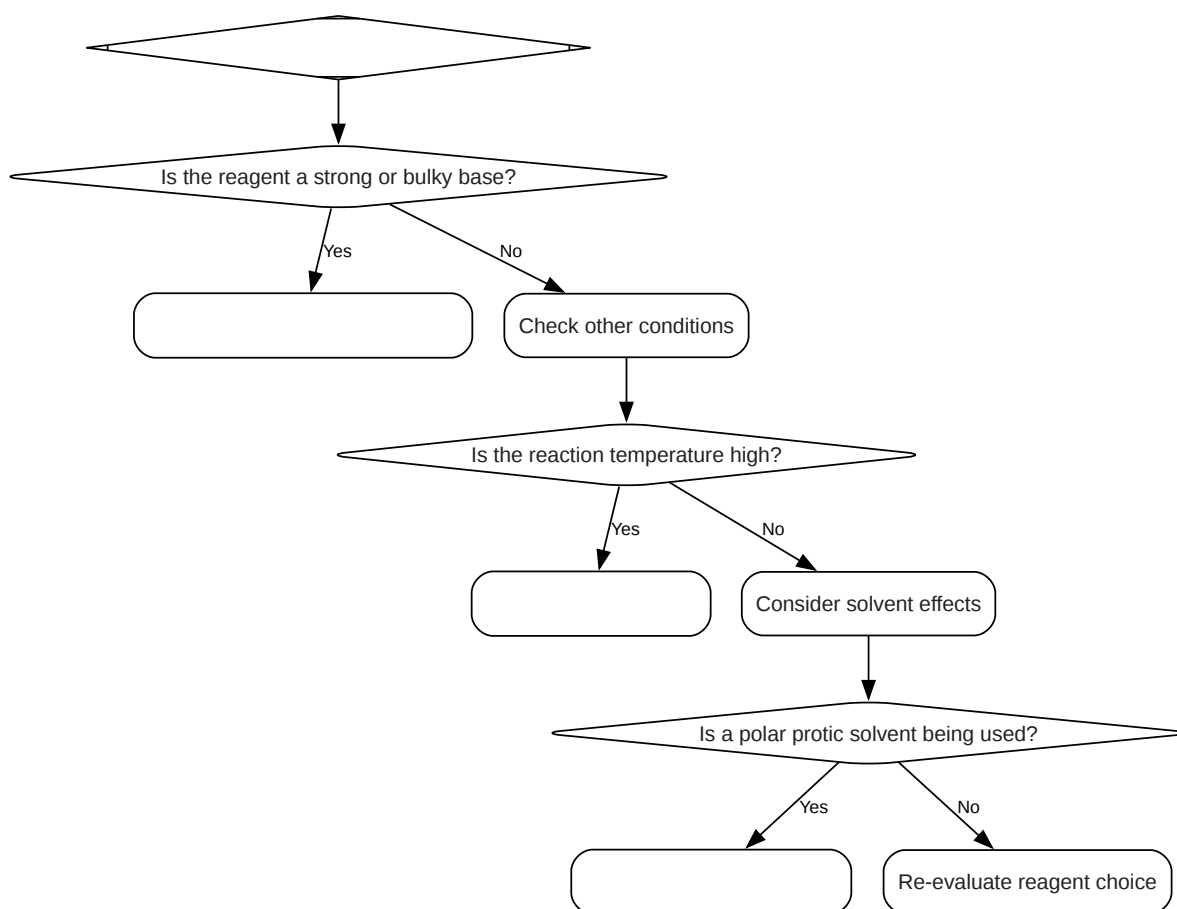 Is the reagent a strong or bulky base?
Yes
No
Check other conditions
Is the reaction temperature high?
Yes
No
Consider solvent effects
Is a polar protic solvent being used?
Yes
No
Re-evaluate reagent choice